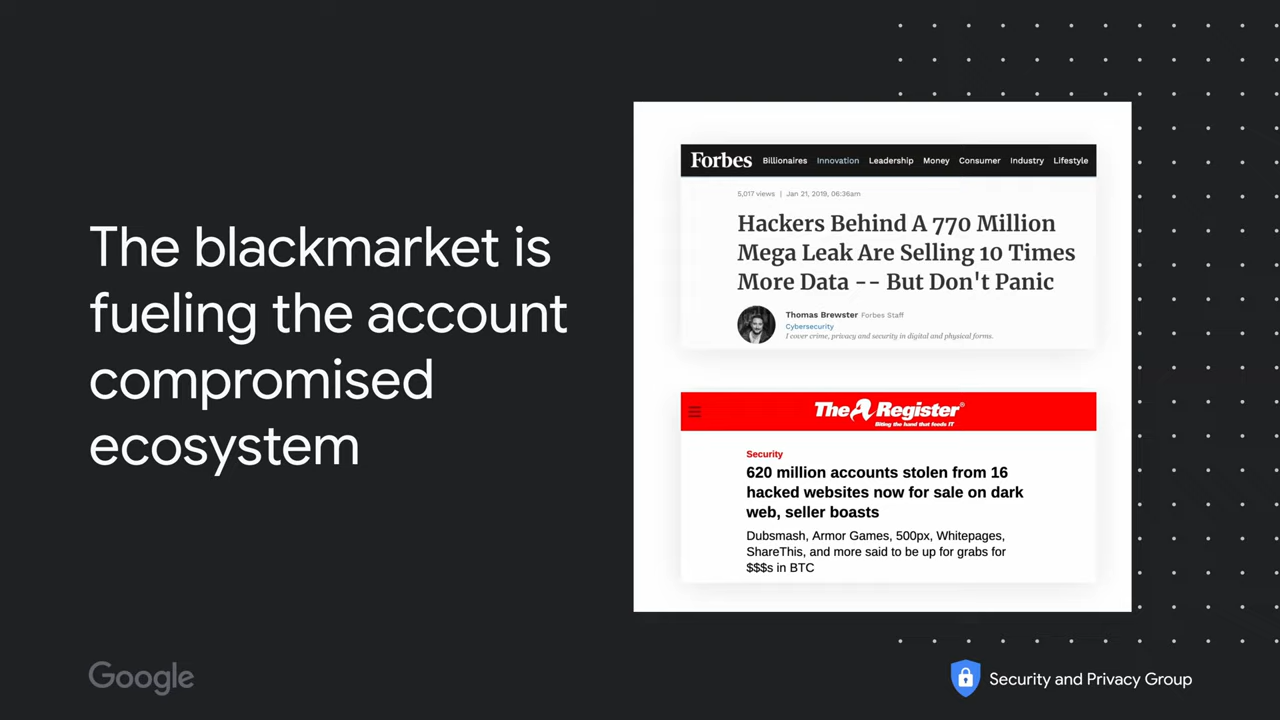 The blackmarket is
fueling the account
compromised
ecosystem
Forbes Billionaires Innovation Leadership Money Consumer Industry Lifestyle
5,017 views | Jan 21, 2019, 06:36am
Hackers Behind A 770 Million
Mega Leak Are Selling 10 Times
More Data -- But Don't Panic
Thomas Brewster Forbes Staff
Cybersecurity
I cover crime, privacy and security in digital and physical forms.
The Register®
Biting the hand that feeds IT
Security
620 million accounts stolen from 16
hacked websites now for sale on dark
web, seller boasts
Dubsmash, Armor Games, 500px, Whitepages,
ShareThis, and more said to be up for grabs for
$$$s in BTC
Google
Security and Privacy Group